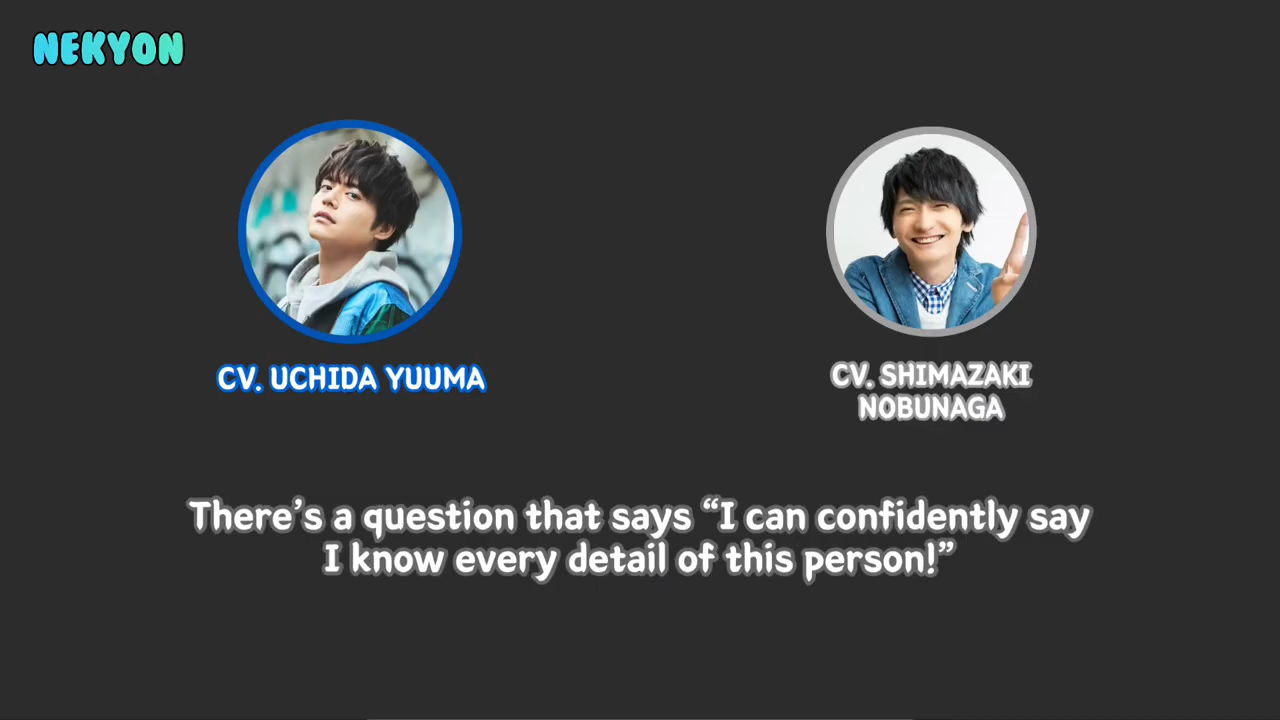 NEKYON
CV. UCHIDA YUUMA
CV. SHIMAZAKI
NOBUNAGA
There’s a question that says “I can confidently say
I know every detail of this person!”